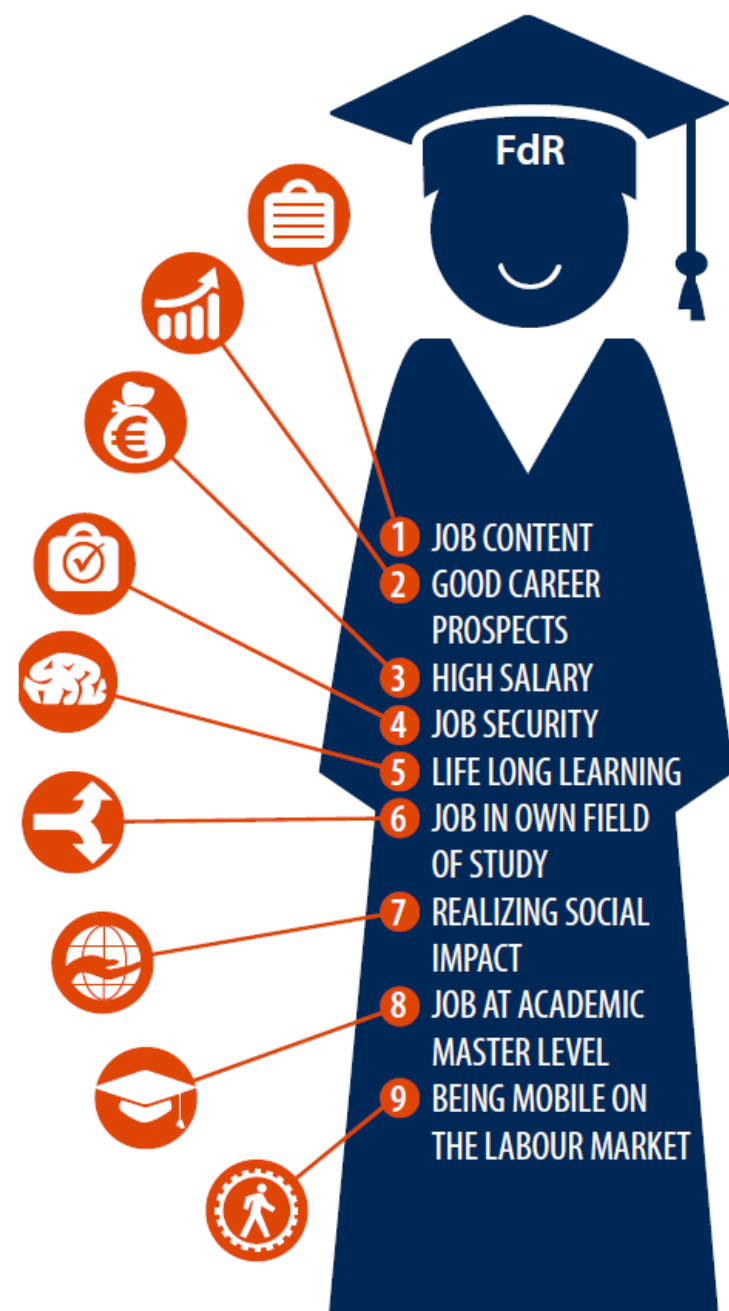 FdR
€
1 JOB CONTENT
2 GOOD CAREER
PROSPECTS
3 HIGH SALARY
4 JOB SECURITY
5 LIFE LONG LEARNING
6 JOB IN OWN FIELD
OF STUDY
7 REALIZING SOCIAL
IMPACT
8 JOB AT ACADEMIC
MASTER LEVEL
9 BEING MOBILE ON
THE LABOUR MARKET